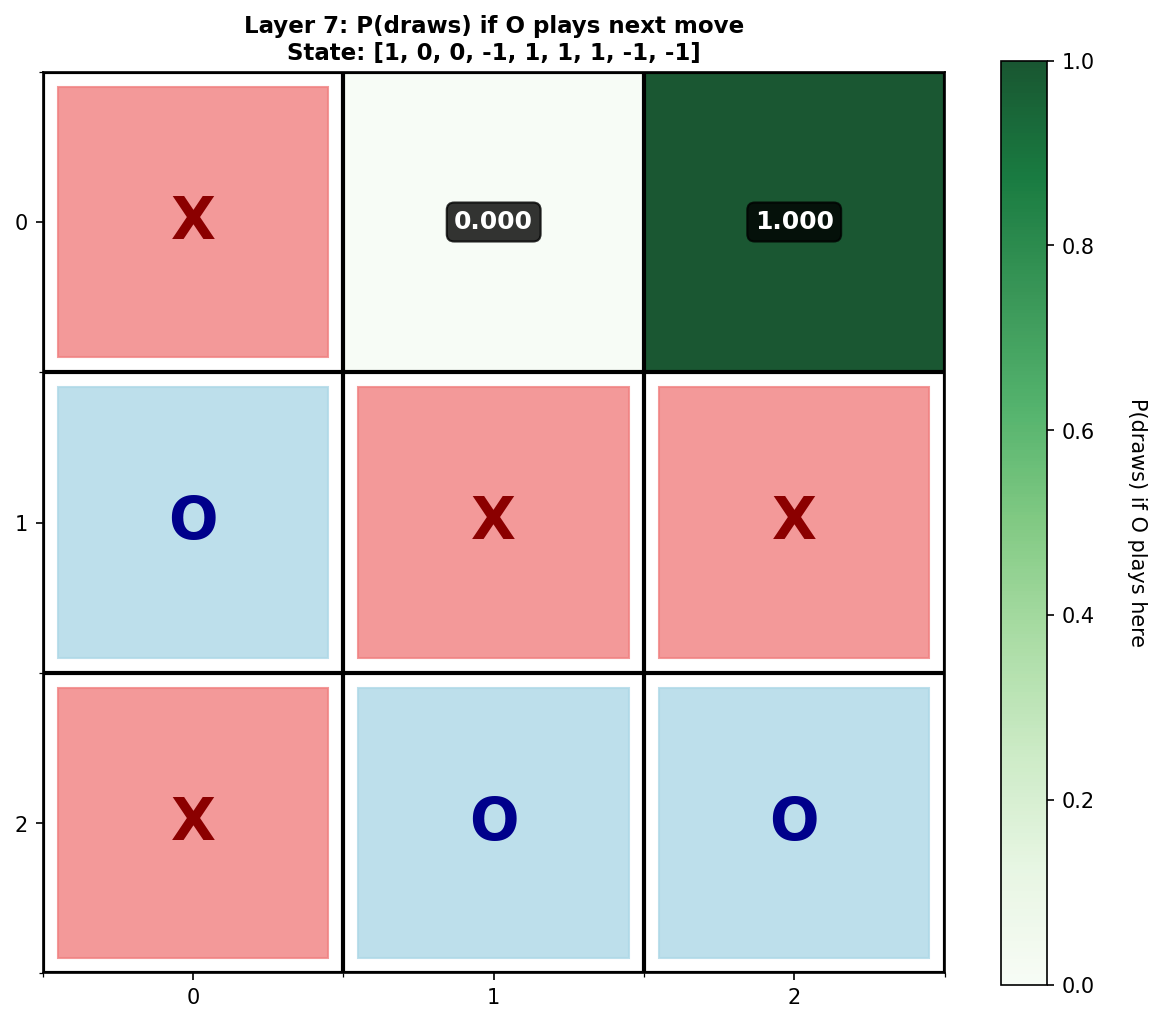 Layer 7: P(draws) if O plays next move
State: [1, 0, 0, -1, 1, 1, 1, -1, -1]
0
X
0.000
1.000
1
O
X
X
2
X
O
O
0
1
2
1.0
0.8
0.6
0.4
0.2
0.0
P(draws) if O plays here